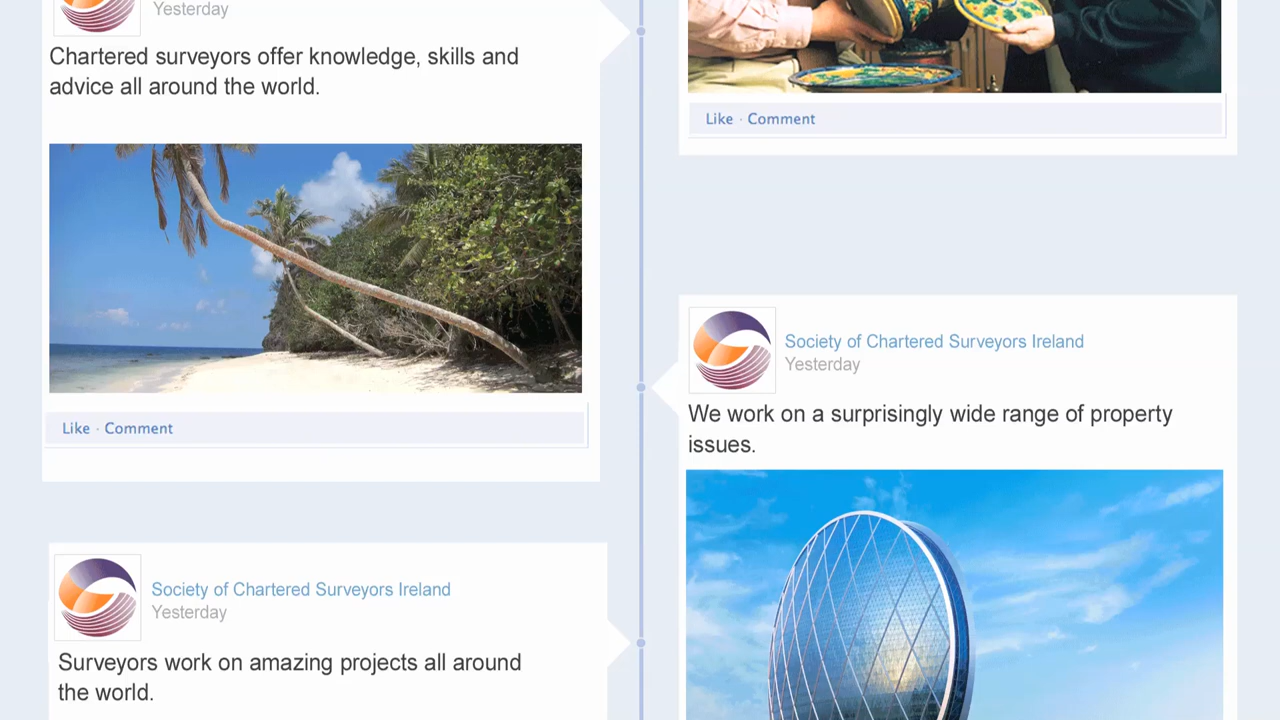 Yesterday
Chartered surveyors offer knowledge, skills and
advice all around the world.
Like · Comment
Society of Chartered Surveyors Ireland
Yesterday
Surveyors work on amazing projects all around
the world.
Like · Comment
Society of Chartered Surveyors Ireland
Yesterday
We work on a surprisingly wide range of property
issues.